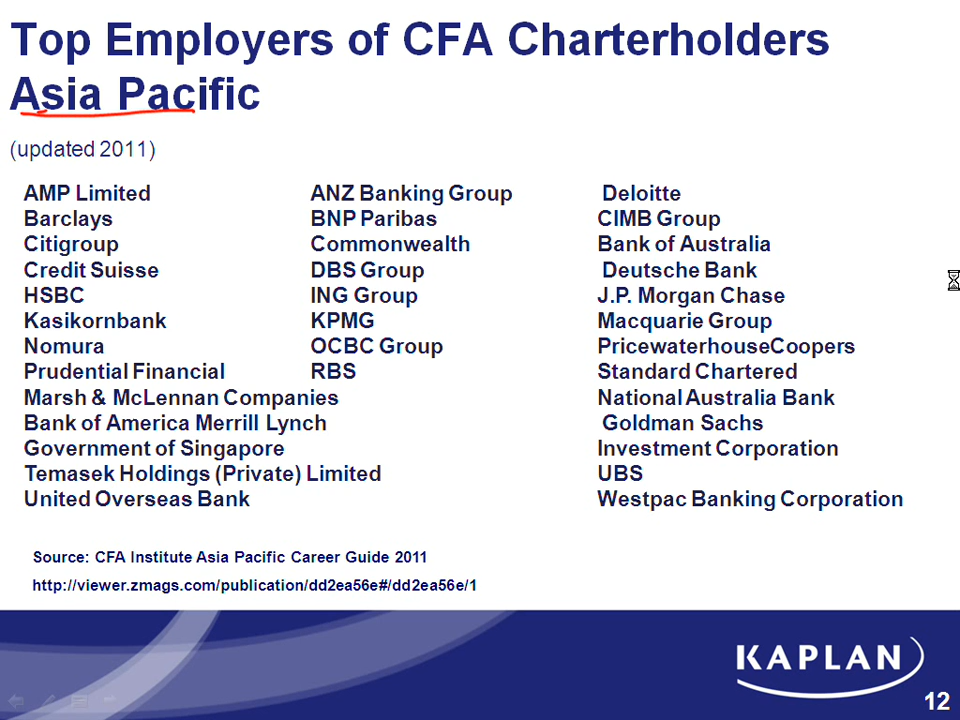 Top Employers of CFA Charterholders
Asia Pacific
(updated 2011)
AMP Limited ANZ Banking Group Deloitte
Barclays BNP Paribas CIMB Group
Citigroup Commonwealth Bank of Australia
Credit Suisse DBS Group Deutsche Bank
HSBC ING Group J.P. Morgan Chase
Kasikornbank KPMG Macquarie Group
Nomura OCBC Group PricewaterhouseCoopers
Prudential Financial RBS Standard Chartered
Marsh & McLennan Companies National Australia Bank
Bank of America Merrill Lynch Goldman Sachs
Government of Singapore Investment Corporation
Temasek Holdings (Private) Limited UBS
United Overseas Bank Westpac Banking Corporation
Source: CFA Institute Asia Pacific Career Guide 2011
http://viewer.zmags.com/publication/dd2ea56e#/dd2ea56e/1
KAPLAN
12